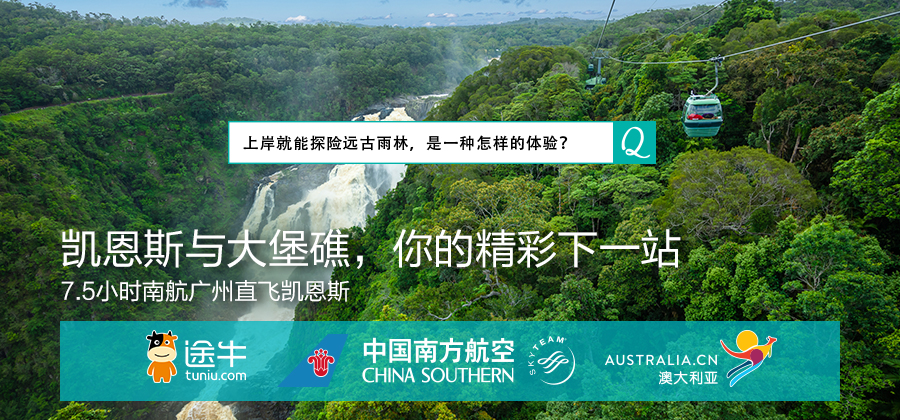 上岸就能探险远古雨林，是一种怎样的体验？
Q
凯恩斯与大堡礁，你的精彩下一站
7.5小时南航广州直飞凯恩斯
途牛
tuniu.com
中国南方航空
CHINA SOUTHERN
SKYTEAM
AUSTRALIA.CN
澳大利亚